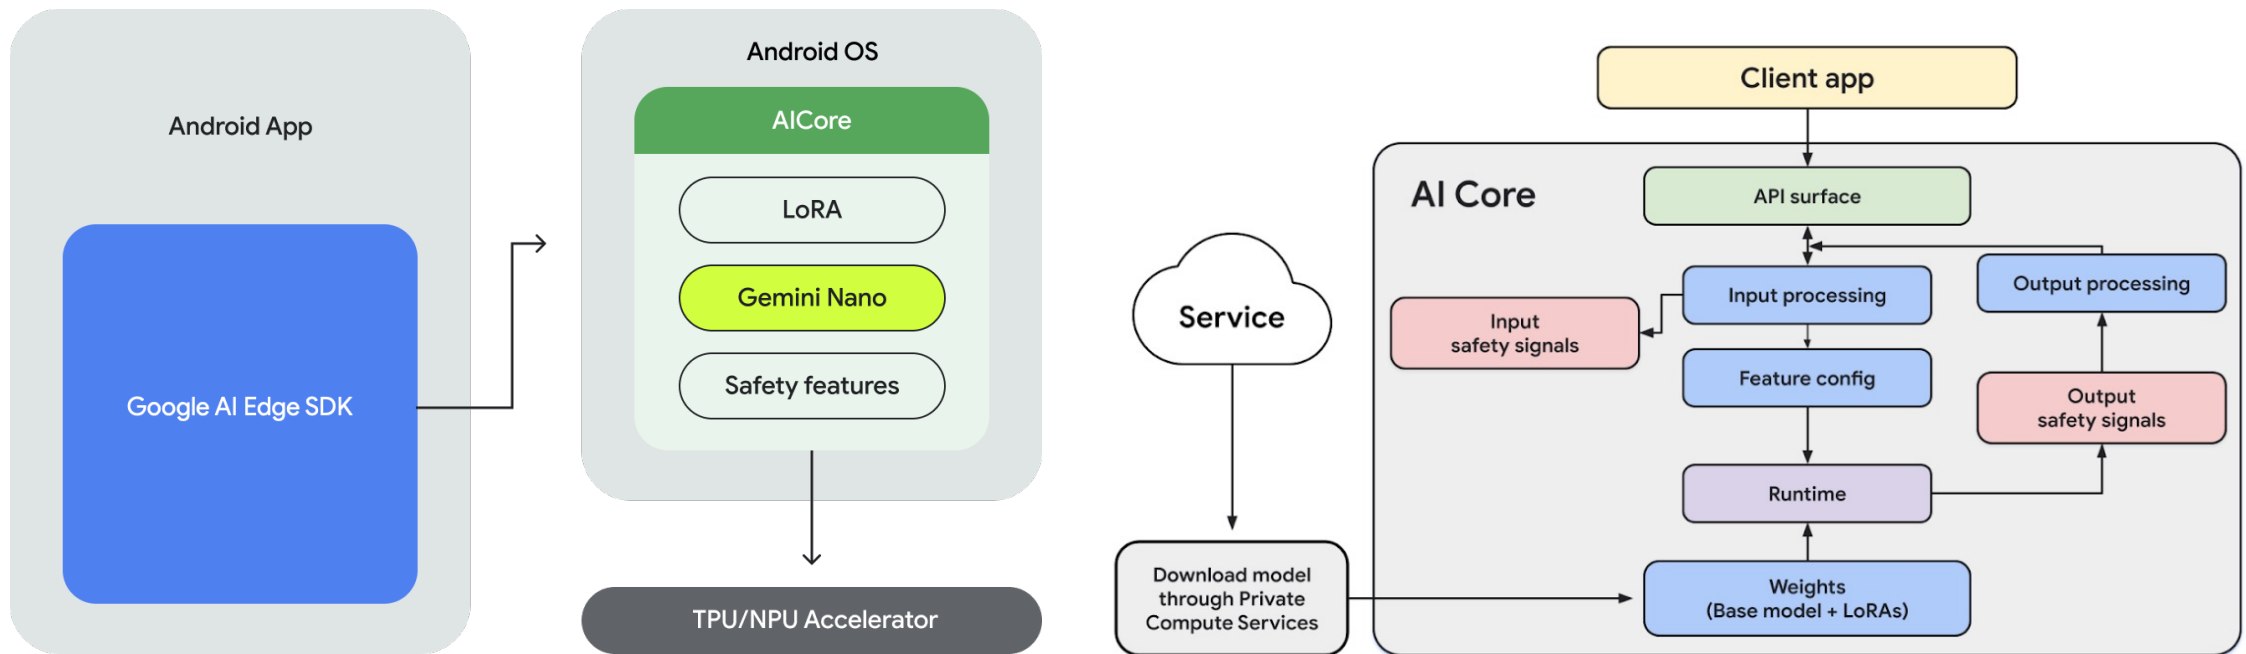 Android App
Google AI Edge SDK
Android OS
AICore
LoRA
Gemini Nano
Safety features
TPU/NPU Accelerator
Service
Download model
through Private
Compute Services
Client app
AI Core
API surface
Input processing
Output processing
Input
safety signals
Feature config
Output
safety signals
Runtime
Weights
(Base model + LoRAs)